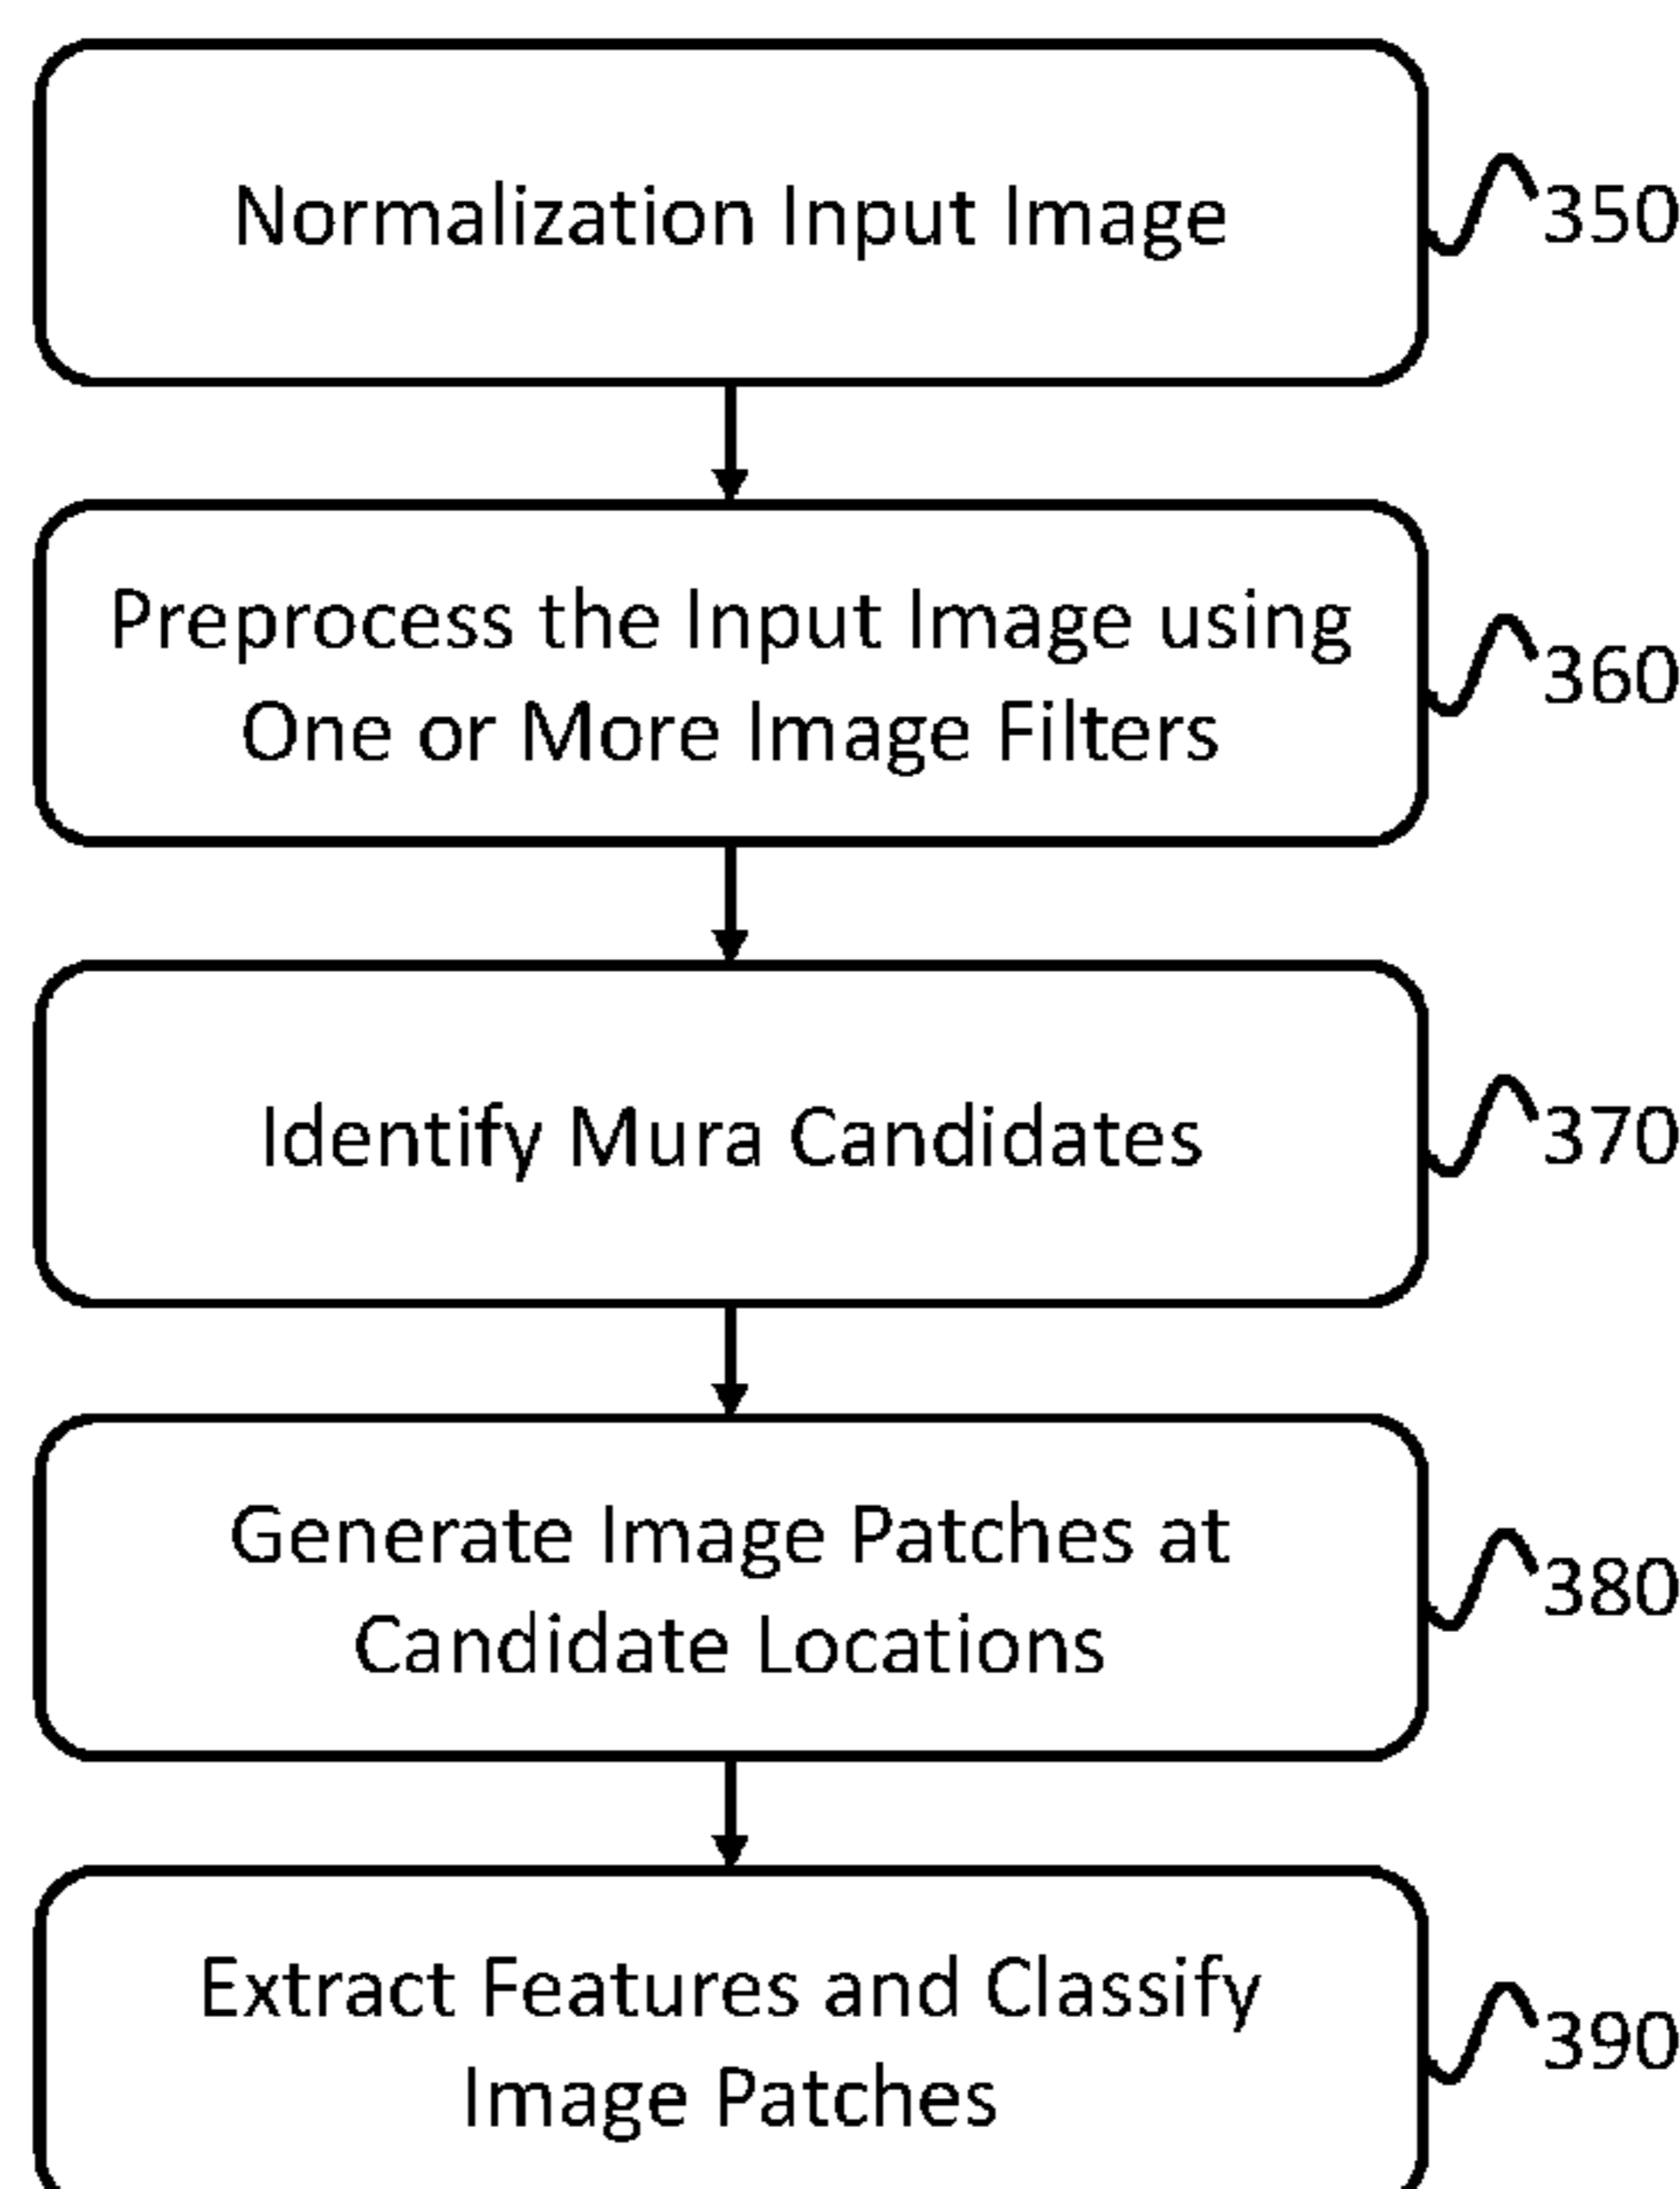 Normalization Input Image
350
Preprocess the Input Image using
One or More Image Filters
360
Identify Mura Candidates
370
Generate Image Patches at
Candidate Locations
380
Extract Features and Classify
Image Patches
390